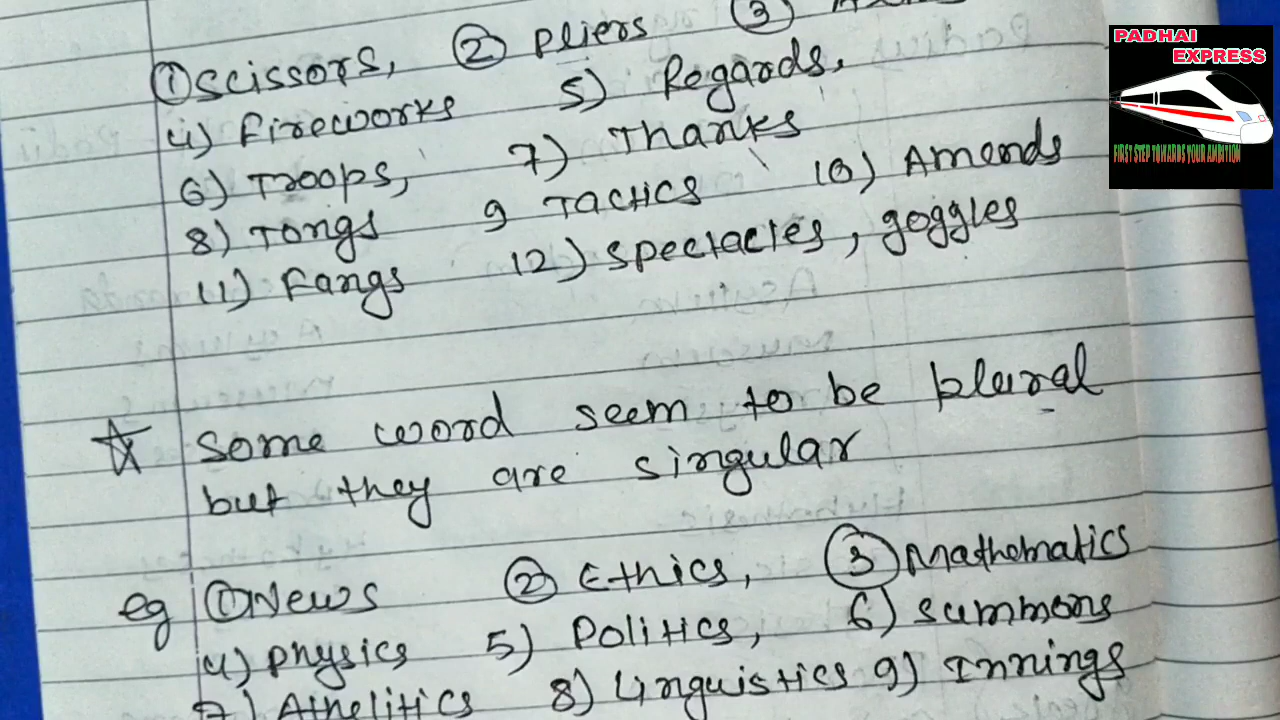 ① Scissors, ② Pliers ③
4) Fireworks 5) Regards,
6) Troops, 7) Thanks
8) Tongs 9 Tactics 10) Amends
11) Fangs 12) Spectacles, goggles
☆ Some word seem to be plural
but they are singular
eg ① News ② Ethics, ③ Mathematics
4) Physics 5) Politics, 6) Summons
7) Athelitics 8) Linguistics 9) Innings
PADHAI
EXPRESS
FIRST STEP TOWARDS YOUR AMBITION